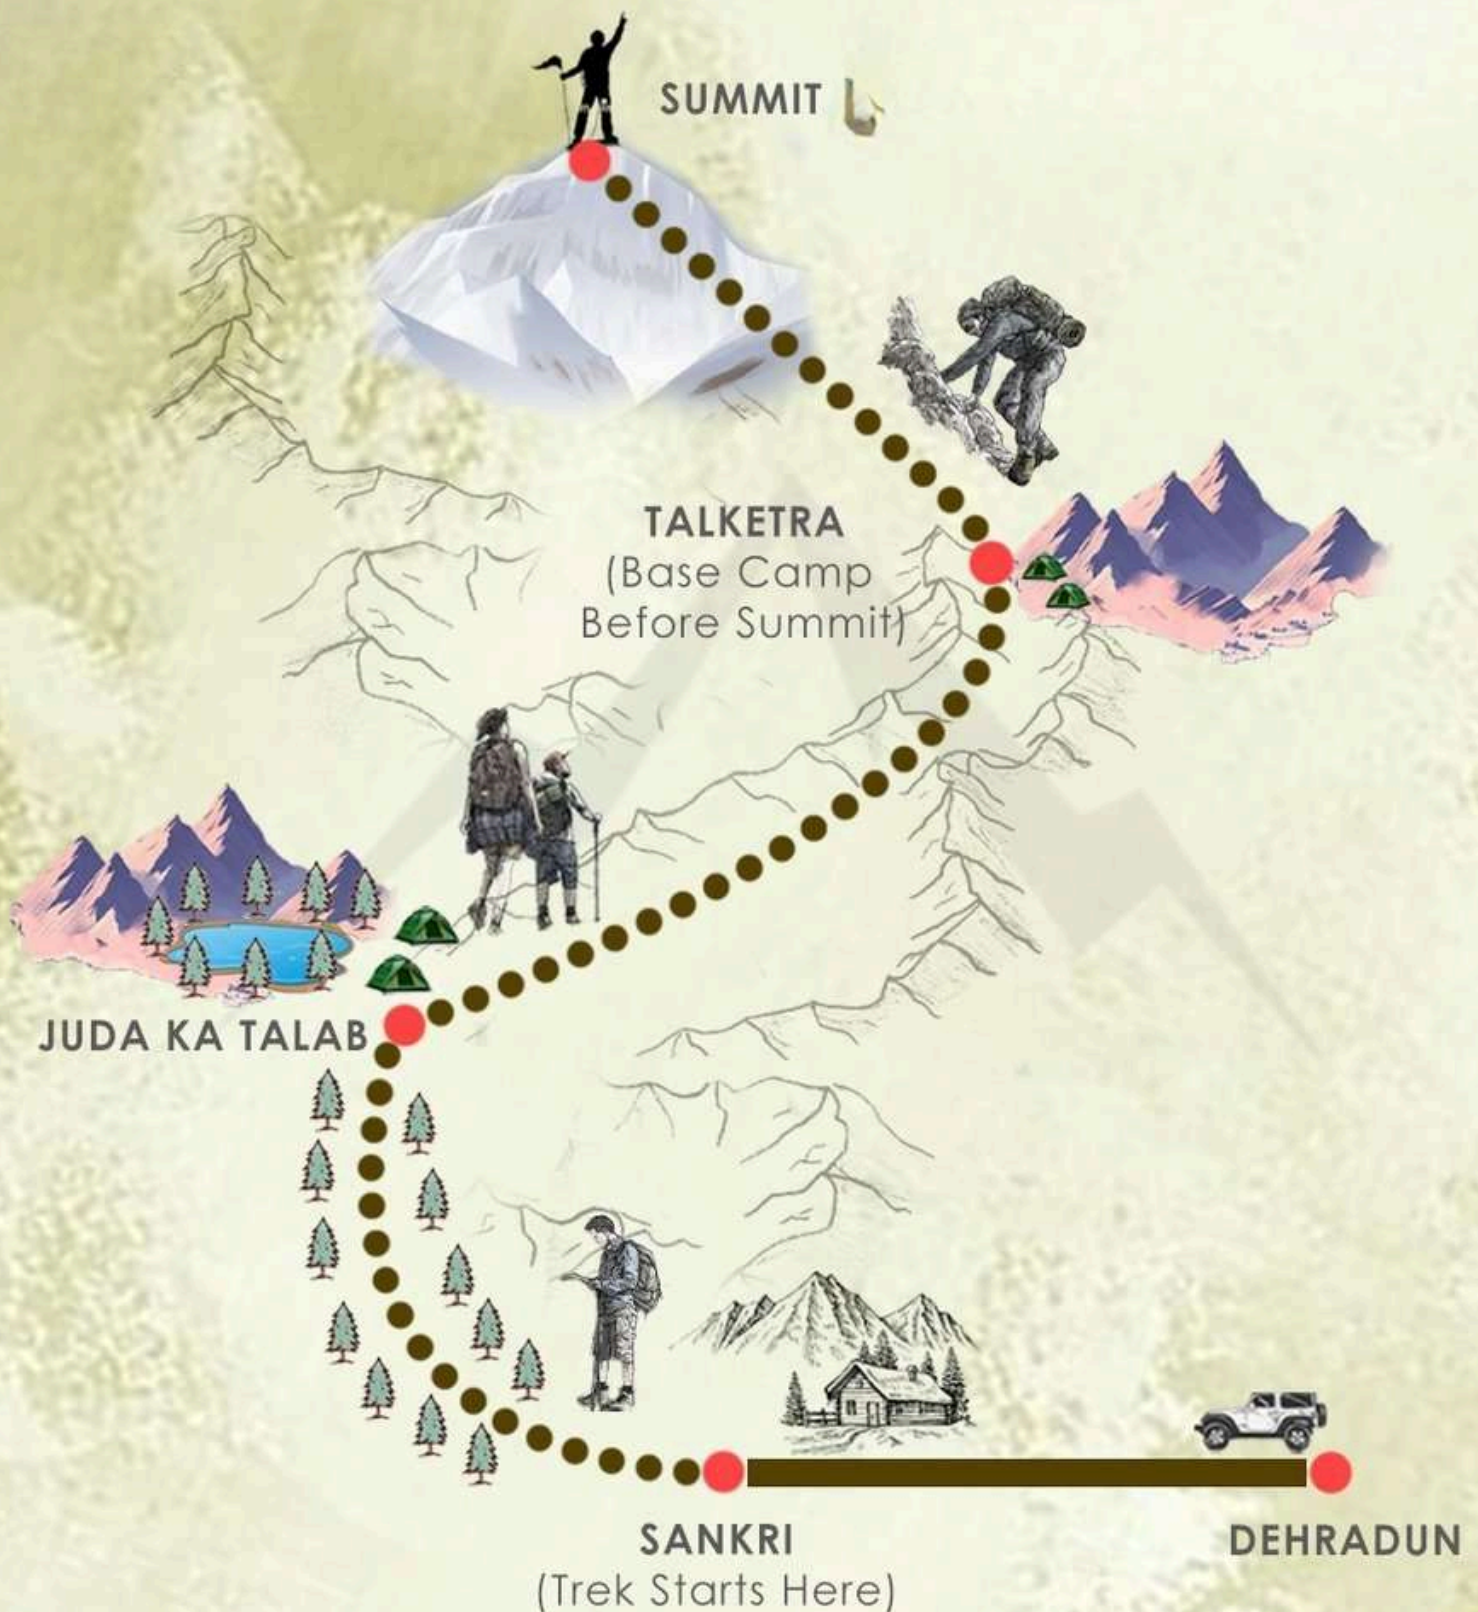 SUMMIT
TALKETRA
(Base Camp
Before Summit)
JUDA KA TALAB
SANKRI
(Trek Starts Here)
DEHRADUN